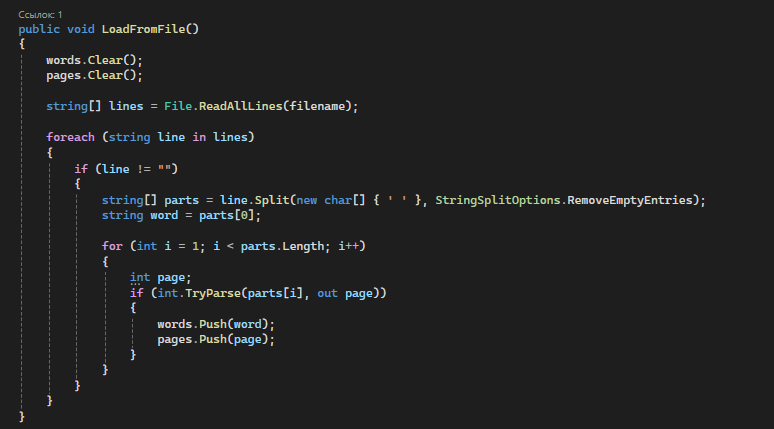 Ссылок: 1
public void LoadFromFile()
{
words.Clear();
pages.Clear();
string[] lines = File.ReadAllLines(filename);
foreach (string line in lines)
{
if (line != "")
{
string[] parts = line.Split(new char[] { ' ' }, StringSplitOptions.RemoveEmptyEntries);
string word = parts[0];
for (int i = 1; i < parts.Length; i++)
{
int page;
if (int.TryParse(parts[i], out page))
{
words.Push(word);
pages.Push(page);
}
}
}
}
}